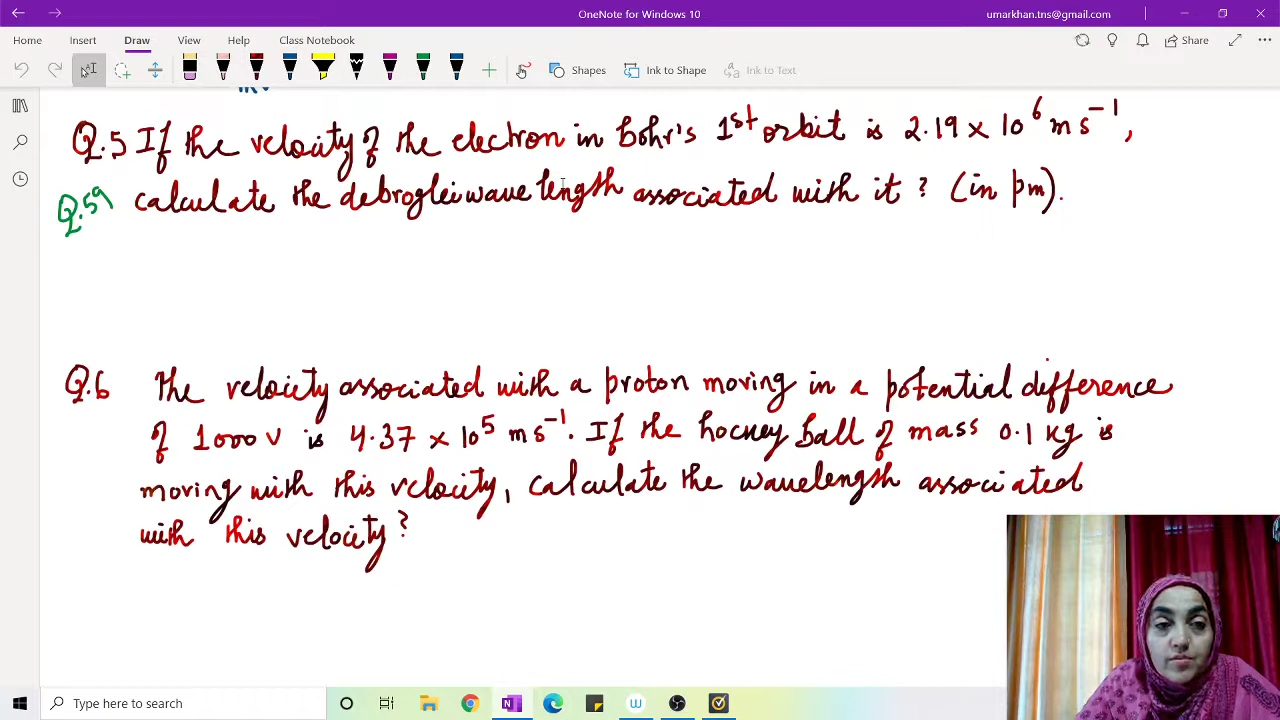 OneNote for Windows 10
umarkhan.tns@gmail.com
Home Insert Draw View Help Class Notebook
Share
Shapes Ink to Shape Ink to Text
Q.5 If the velocity of the electron in Bohr's 1st orbit is 2.19 × 10⁶ m s⁻¹,
Q.59 calculate the debrogleiwave length associated with it ? (in pm).
Q.6 The velocity associated with a proton moving in a potential difference
of 1000 v is 4.37 × 10⁵ m s⁻¹. If the hockey ball of mass 0.1 kg is
moving with this velocity, calculate the wavelength associated
with this velocity?
Type here to search